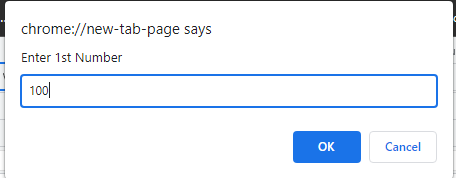 chrome://new-tab-page says
Enter 1st Number
100
OK
Cancel